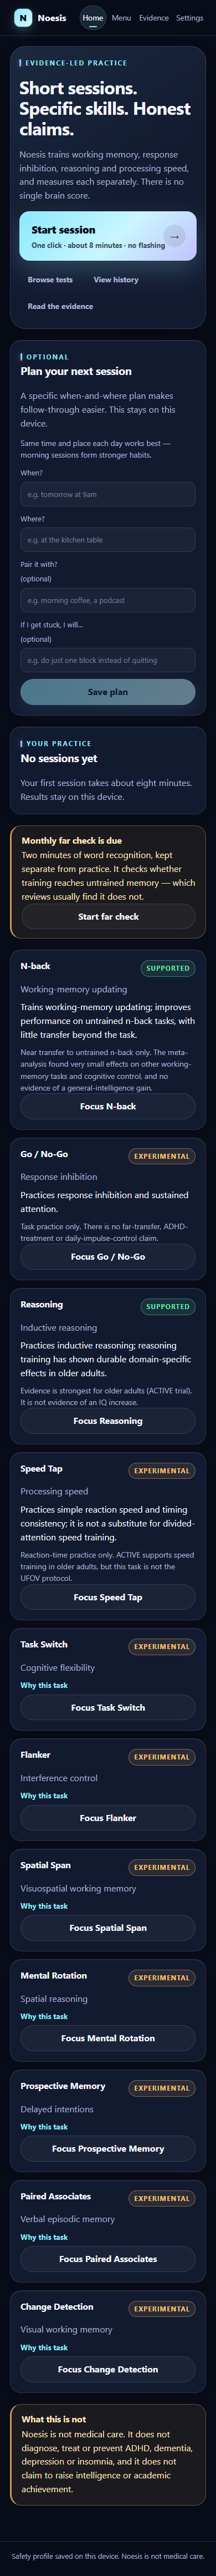 N Noesis Home Menu Evidence Settings
EVIDENCE-LED PRACTICE
Short sessions.
Specific skills. Honest
claims.
Noesis trains working memory, response
inhibition, reasoning and processing speed,
and measures each separately. There is no
single brain score.
Start session
One click · about 8 minutes · no flashing
→
Browse tests View history
Read the evidence
OPTIONAL
Plan your next session
A specific when-and-where plan makes
follow-through easier. This stays on this
device.
Same time and place each day works best —
morning sessions form stronger habits.
When?
e.g. tomorrow at 9am
Where?
e.g. at the kitchen table
Pair it with?
(optional)
e.g. morning coffee, a podcast
If I get stuck, I will...
(optional)
e.g. do just one block instead of quitting
Save plan
YOUR PRACTICE
No sessions yet
Your first session takes about eight minutes.
Results stay on this device.
Monthly far check is due
Two minutes of word recognition, kept
separate from practice. It checks whether
training reaches untrained memory — which
reviews usually find it does not.
Start far check
N-back SUPPORTED
Working-memory updating
Trains working-memory updating; improves
performance on untrained n-back tasks, with
little transfer beyond the task.
Near transfer to untrained n-back only. The meta-
analysis found very small effects on other working-
memory tasks and cognitive control, and no
evidence of a general-intelligence gain.
Focus N-back
Go / No-Go EXPERIMENTAL
Response inhibition
Practices response inhibition and sustained
attention.
Task practice only. There is no far-transfer, ADHD-
treatment or daily-impulse-control claim.
Focus Go / No-Go
Reasoning SUPPORTED
Inductive reasoning
Practices inductive reasoning; reasoning
training has shown durable domain-specific
effects in older adults.
Evidence is strongest for older adults (ACTIVE trial).
It is not evidence of an IQ increase.
Focus Reasoning
Speed Tap EXPERIMENTAL
Processing speed
Practices simple reaction speed and timing
consistency; it is not a substitute for divided-
attention speed training.
Reaction-time practice only. ACTIVE supports speed
training in older adults, but this task is not the
UFOV protocol.
Focus Speed Tap
Task Switch EXPERIMENTAL
Cognitive flexibility
Why this task
Focus Task Switch
Flanker EXPERIMENTAL
Interference control
Why this task
Focus Flanker
Spatial Span EXPERIMENTAL
Visuospatial working memory
Why this task
Focus Spatial Span
Mental Rotation EXPERIMENTAL
Spatial reasoning
Why this task
Focus Mental Rotation
Prospective Memory EXPERIMENTAL
Delayed intentions
Why this task
Focus Prospective Memory
Paired Associates EXPERIMENTAL
Verbal episodic memory
Why this task
Focus Paired Associates
Change Detection EXPERIMENTAL
Visual working memory
Why this task
Focus Change Detection
What this is not
Noesis is not medical care. It does not
diagnose, treat or prevent ADHD, dementia,
depression or insomnia, and it does not
claim to raise intelligence or academic
achievement.
Safety profile saved on this device. Noesis is not medical care.